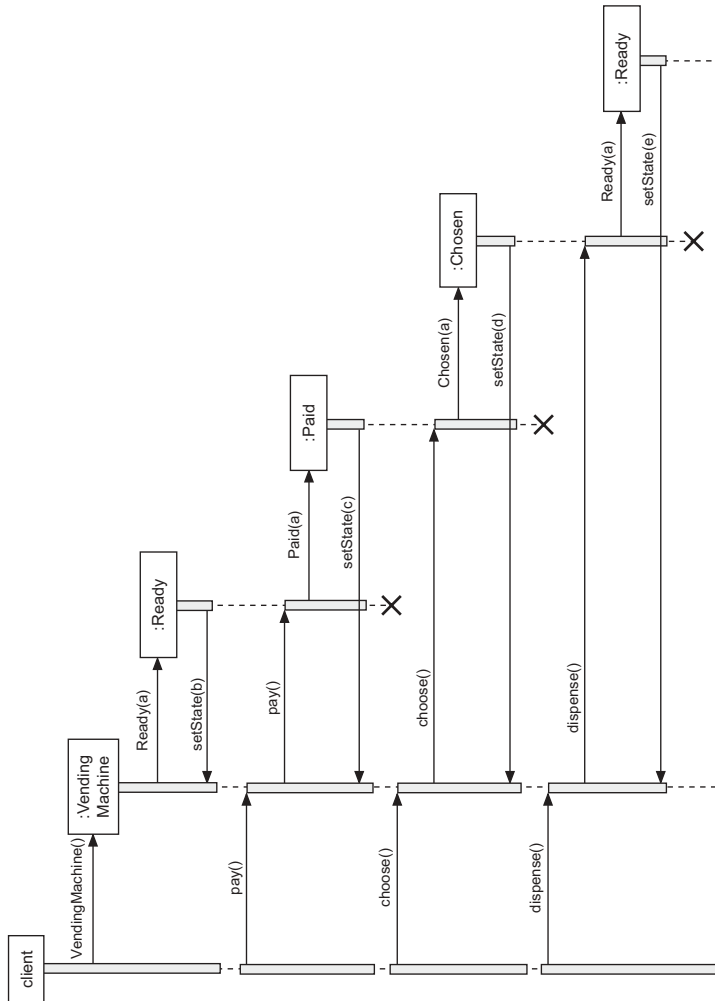 client
VendingMachine()
:Vending
Machine
Ready(a)
:Ready
setState(b)
pay()
pay()
Paid(a)
:Paid
setState(c)
choose()
choose()
Chosen(a)
:Chosen
setState(d)
dispense()
dispense()
Ready(a)
:Ready
setState(e)